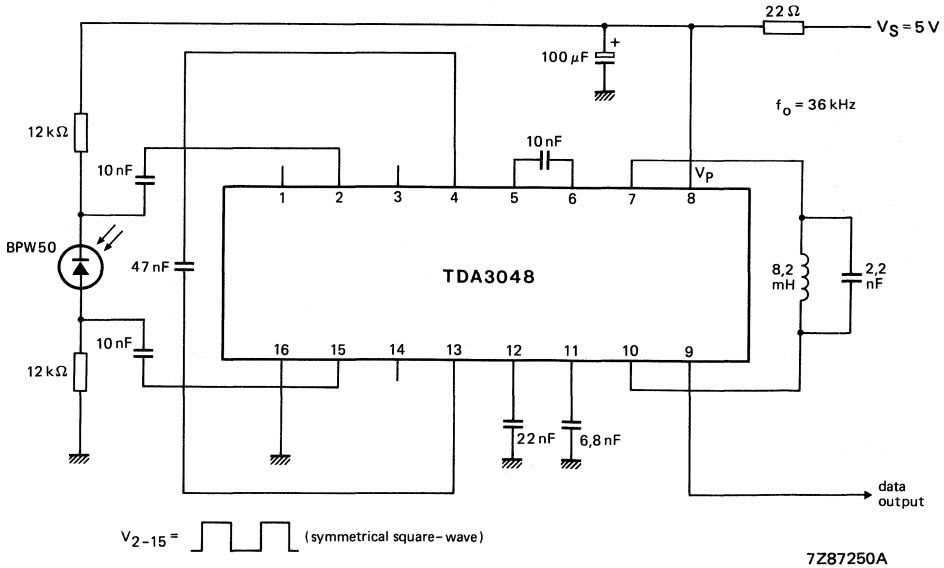 22 Ω
V_S = 5 V
+
100 µF
f_o = 36 kHz
12 kΩ
10 nF
10 nF
V_P
1 2 3 4 5 6 7 8
BPW50
47 nF
TDA3048
8,2 mH
2,2 nF
16 15 14 13 12 11 10 9
10 nF
12 kΩ
22 nF
6,8 nF
data
output
V_2–15 = (symmetrical square–wave)
7Z87250A